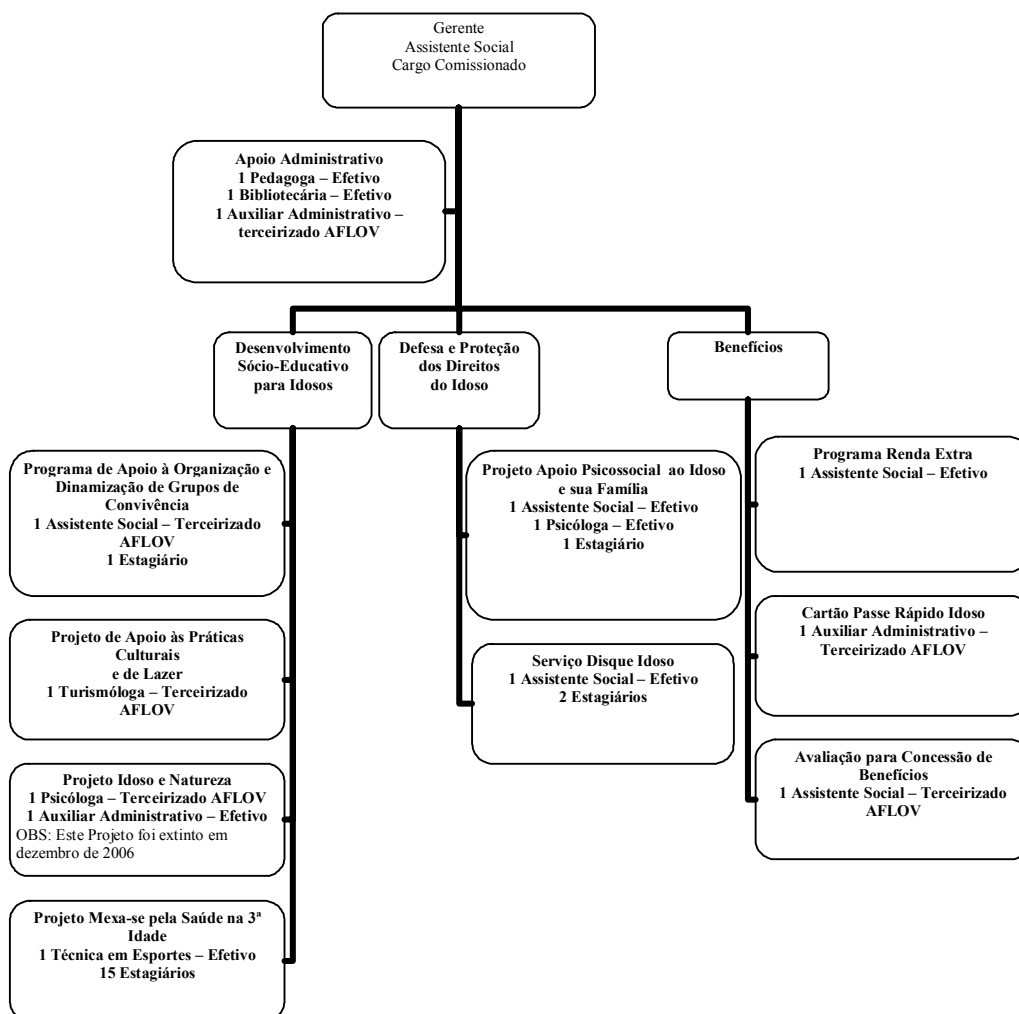 Gerente
Assistente Social
Cargo Comissionado
Apoio Administrativo
1 Pedagoga – Efetivo
1 Bibliotecária – Efetivo
1 Auxiliar Administrativo –
terceirizado AFLOV
Desenvolvimento
Sócio-Educativo
para Idosos
Defesa e Proteção
dos Direitos
do Idoso
Benefícios
Programa de Apoio à Organização e
Dinamização de Grupos de
Convivência
1 Assistente Social – Terceirizado
AFLOV
1 Estagiário
Projeto de Apoio às Práticas
Culturais
e de Lazer
1 Turismóloga – Terceirizado
AFLOV
Projeto Idoso e Natureza
1 Psicóloga – Terceirizado AFLOV
1 Auxiliar Administrativo – Efetivo
OBS: Este Projeto foi extinto em
dezembro de 2006
Projeto Mexa-se pela Saúde na 3ª
Idade
1 Técnica em Esportes – Efetivo
15 Estagiários
Projeto Apoio Psicossocial ao Idoso
e sua Família
1 Assistente Social – Efetivo
1 Psicóloga – Efetivo
1 Estagiário
Serviço Disque Idoso
1 Assistente Social – Efetivo
2 Estagiários
Programa Renda Extra
1 Assistente Social – Efetivo
Cartão Passe Rápido Idoso
1 Auxiliar Administrativo –
Terceirizado AFLOV
Avaliação para Concessão de
Benefícios
1 Assistente Social – Terceirizado
AFLOV